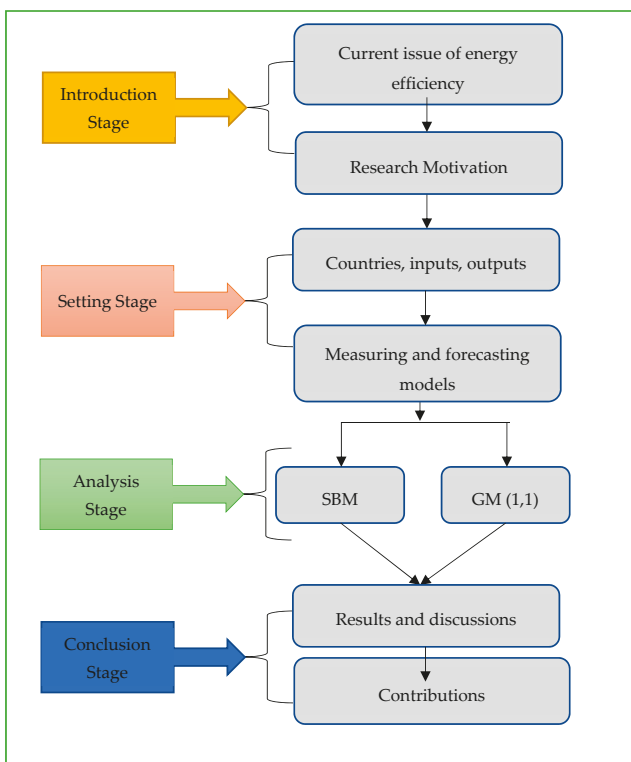 Introduction
Stage
Current issue of energy
efficiency
Research Motivation
Setting Stage
Countries, inputs, outputs
Measuring and forecasting
models
Analysis
Stage
SBM
GM (1,1)
Conclusion
Stage
Results and discussions
Contributions